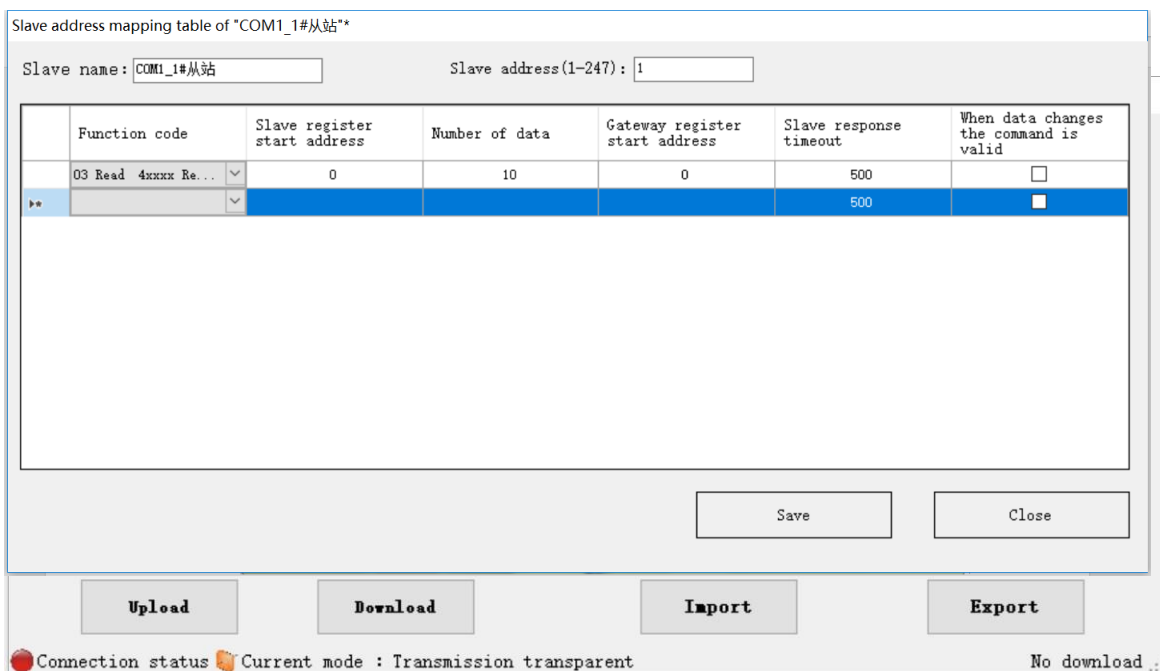 Slave address mapping table of "COM1_1#从站"*
Slave name: COM1_1#从站 Slave address(1-247): 1
Function code
Slave register
start address
Number of data
Gateway register
start address
Slave response
timeout
When data changes
the command is
valid
03 Read 4xxxx Re... 0 10 0 500
500
Save Close
Upload Download Import Export
Connection status Current mode : Transmission transparent No download